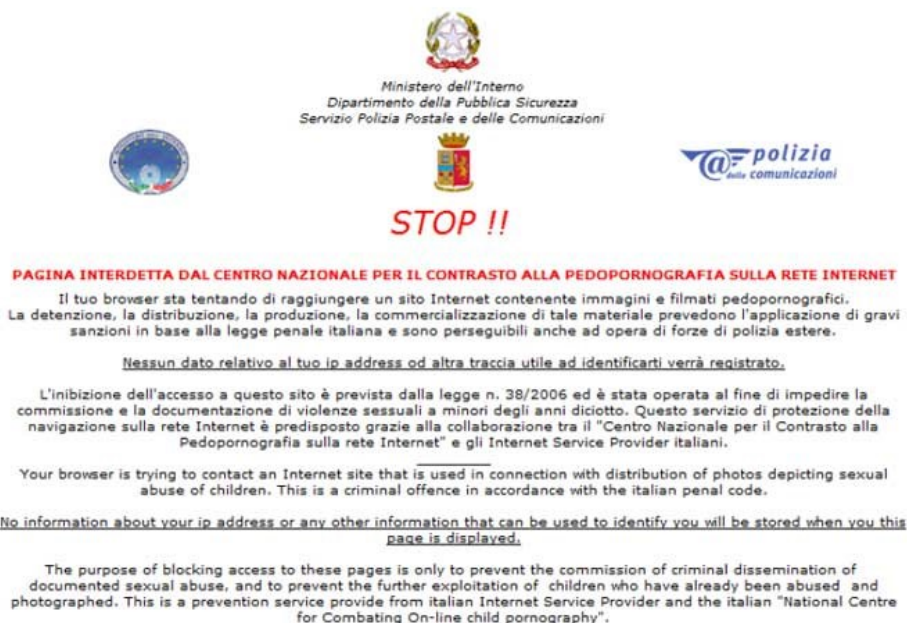 Ministero dell'Interno
Dipartimento della Pubblica Sicurezza
Servizio Polizia Postale e delle Comunicazioni
polizia
delle comunicazioni
STOP !!
PAGINA INTERDETTA DAL CENTRO NAZIONALE PER IL CONTRASTO ALLA PEDOPORNOGRAFIA SULLA RETE INTERNET
Il tuo browser sta tentando di raggiungere un sito Internet contenente immagini e filmati pedopornografici.
La detenzione, la distribuzione, la produzione, la commercializzazione di tale materiale prevedono l'applicazione di gravi
sanzioni in base alla legge penale italiana e sono perseguibili anche ad opera di forze di polizia estere.
Nessun dato relativo al tuo ip address od altra traccia utile ad identificarti verrà registrato.
L'inibizione dell'accesso a questo sito è prevista dalla legge n. 38/2006 ed è stata operata al fine di impedire la
commissione e la documentazione di violenze sessuali a minori degli anni diciotto. Questo servizio di protezione della
navigazione sulla rete Internet è predisposto grazie alla collaborazione tra il "Centro Nazionale per il Contrasto alla
Pedopornografia sulla rete Internet" e gli Internet Service Provider italiani.
Your browser is trying to contact an Internet site that is used in connection with distribution of photos depicting sexual
abuse of children. This is a criminal offence in accordance with the italian penal code.
No information about your ip address or any other information that can be used to identify you will be stored when you this
page is displayed.
The purpose of blocking access to these pages is only to prevent the commission of criminal dissemination of
documented sexual abuse, and to prevent the further exploitation of children who have already been abused and
photographed. This is a prevention service provide from italian Internet Service Provider and the italian "National Centre
for Combating On-line child pornography".